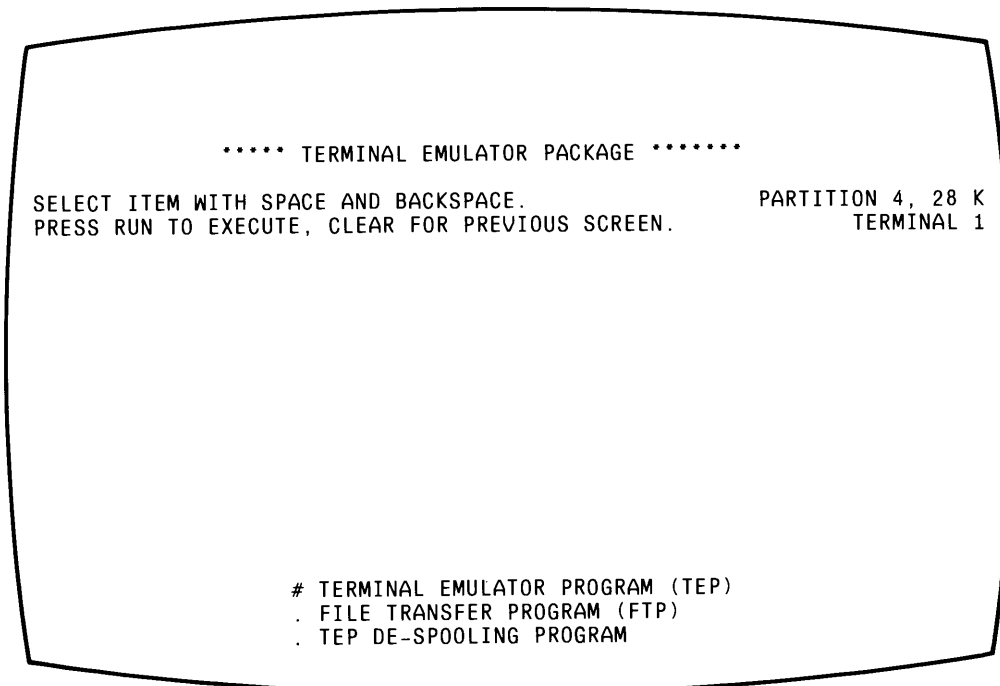 ***** TERMINAL EMULATOR PACKAGE *******
SELECT ITEM WITH SPACE AND BACKSPACE. PARTITION 4, 28 K
PRESS RUN TO EXECUTE, CLEAR FOR PREVIOUS SCREEN. TERMINAL 1
# TERMINAL EMULATOR PROGRAM (TEP)
. FILE TRANSFER PROGRAM (FTP)
. TEP DE-SPOOLING PROGRAM